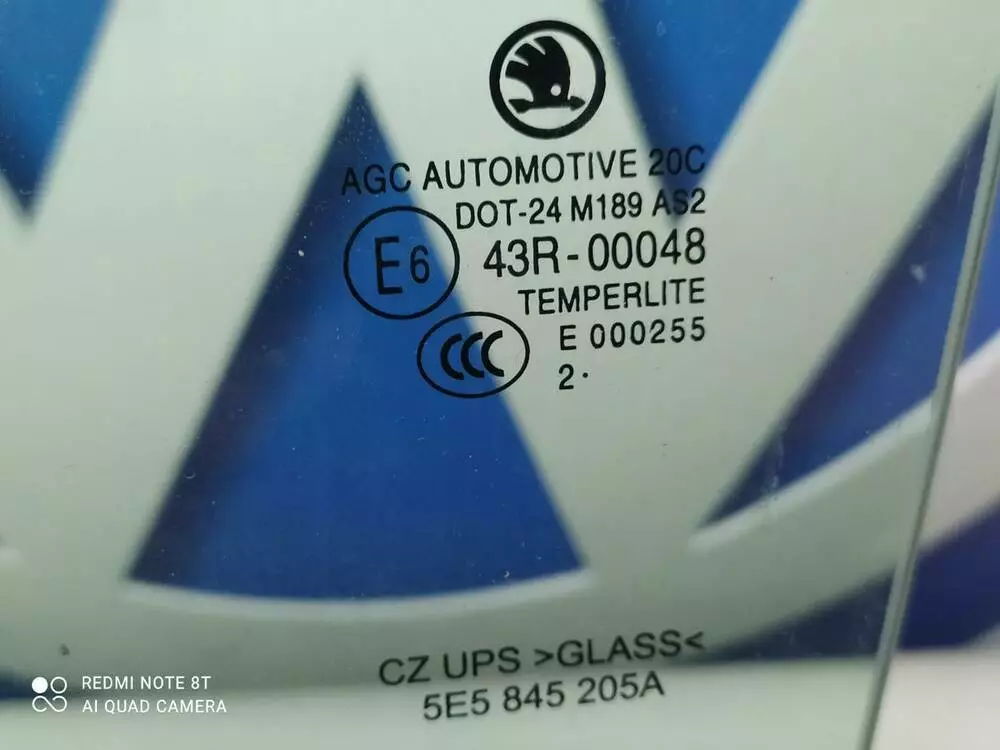 AGC AUTOMOTIVE 20C
DOT-24 M189 AS2
E6 43R-00048
TEMPERLITE
CCC E 000255
2·
CZ UPS >GLASS<
5E5 845 205A
REDMI NOTE 8T
AI QUAD CAMERA